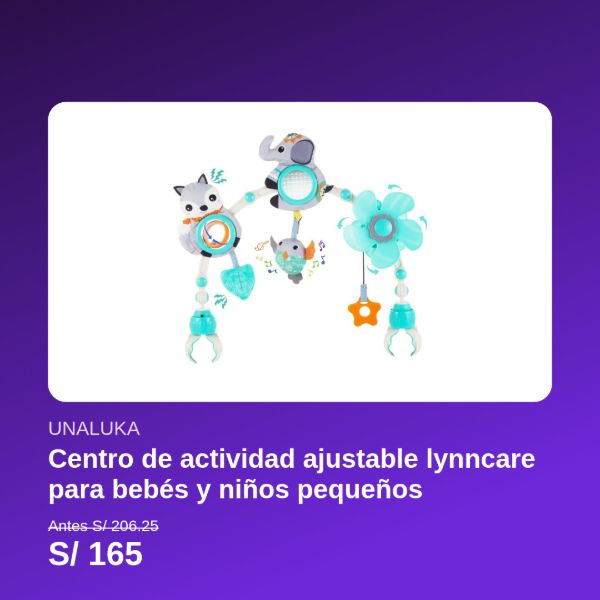 UNALUKA
Centro de actividad ajustable lynncare
para bebés y niños pequeños
Antes S/ 206.25
S/ 165